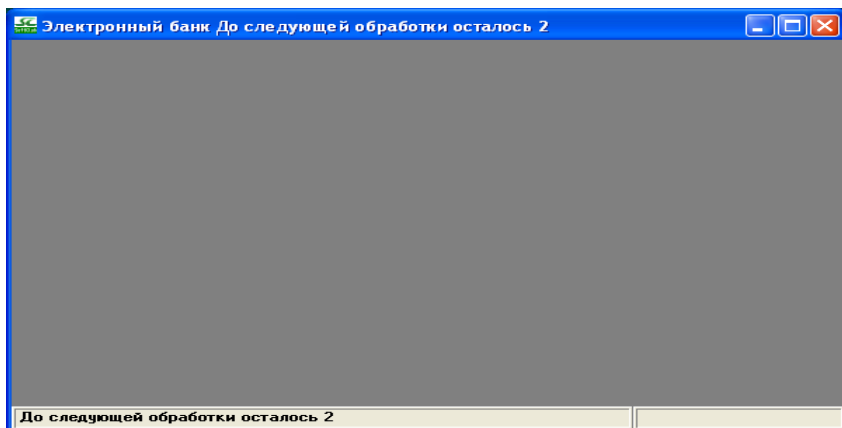 Электронный банк До следующей обработки осталось 2
До следующей обработки осталось 2